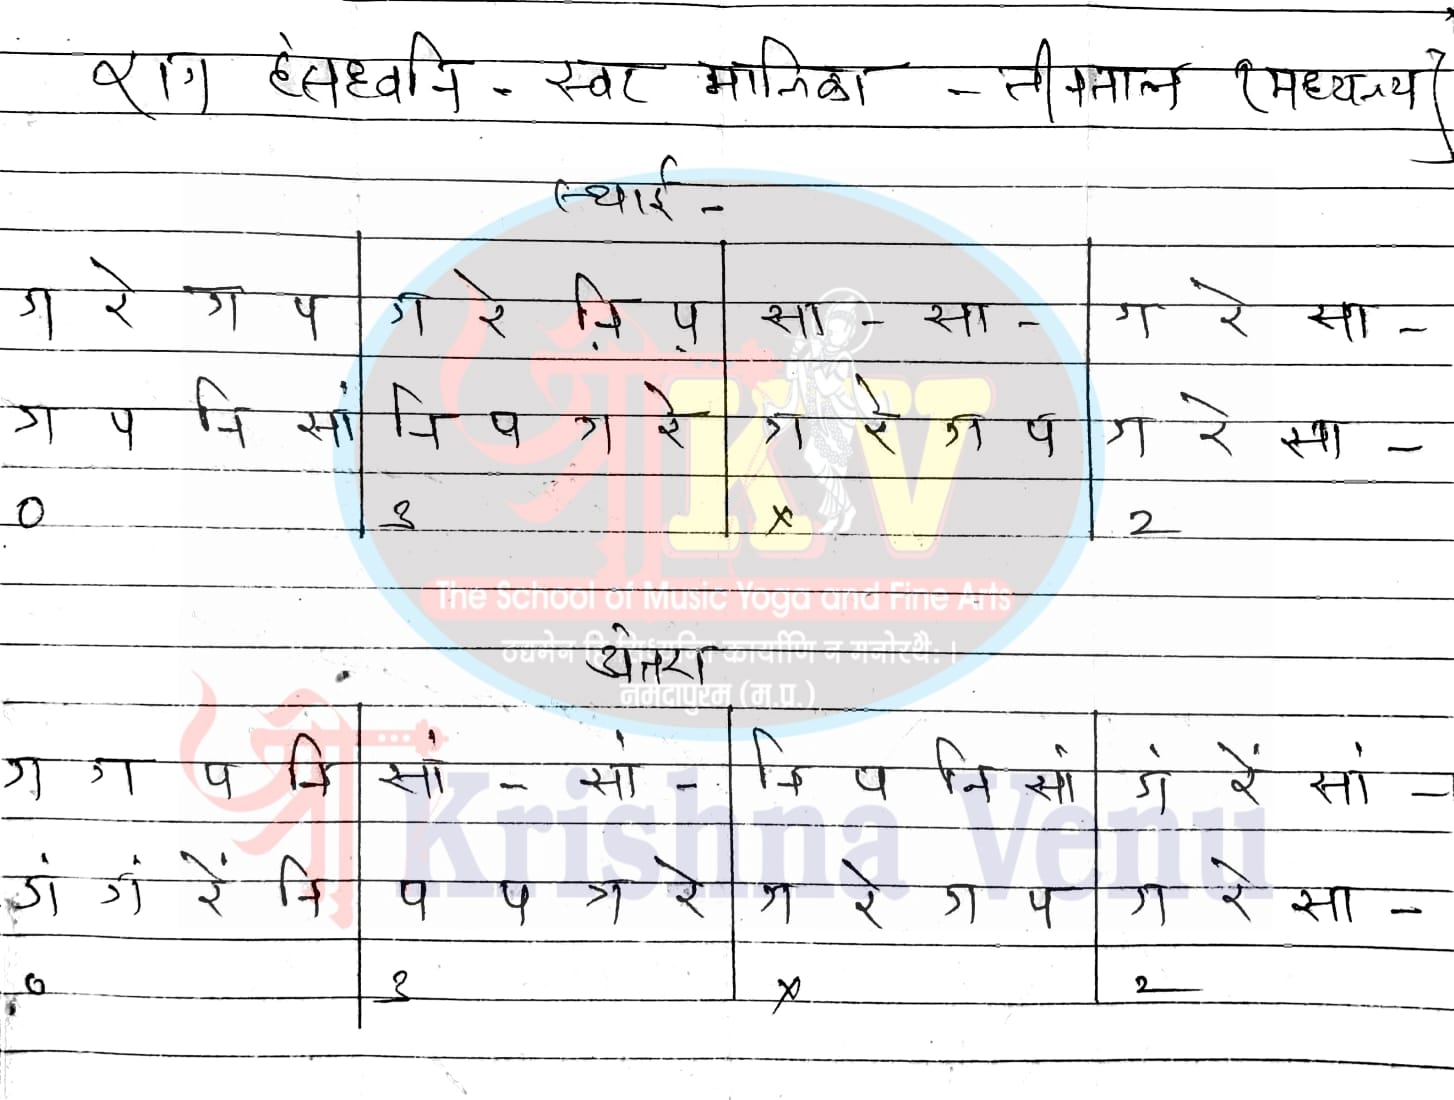 राग हंसध्वनि - स्वर मालिका - तीनताल (मध्यलय)
स्थाई -
ग रे ग प | ग रे नि़ प़ | सा - सा - | ग रे सा -
ग प नि सां | नि प ग रे | ग रे ग प | ग रे सा -
0 | 3 | x | 2
KV
The School of Music Yoga and Fine Arts
उद्यमेन हि सिध्यन्ति कार्याणि न मनोरथैः ।
अंतरा
नर्मदापुरम (म.प्र.)
ग ग प नि | सां - सां - | नि प नि सां | गं रें सां -
श्री Krishna Venu
गं गं रें नि | प प ग रे | ग रे ग प | ग रे सा -
0 | 3 | x | 2